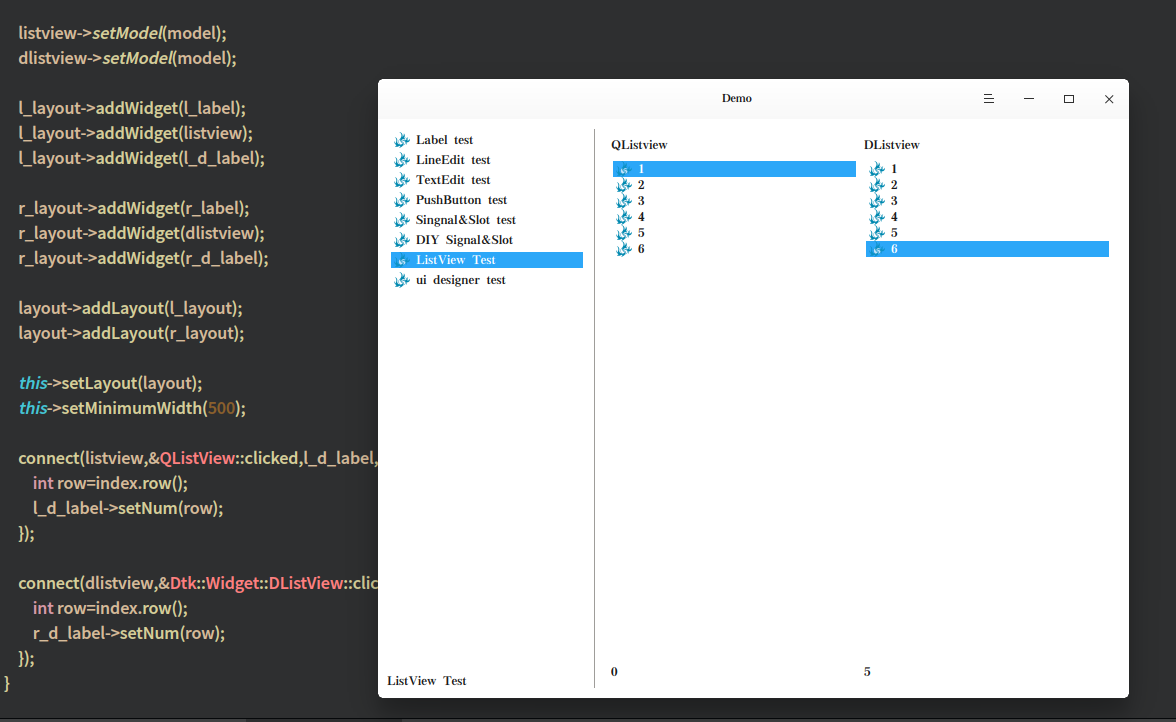 listview->setModel(model);
dlistview->setModel(model);
l_layout->addWidget(l_label);
l_layout->addWidget(listview);
l_layout->addWidget(l_d_label);
r_layout->addWidget(r_label);
r_layout->addWidget(dlistview);
r_layout->addWidget(r_d_label);
layout->addLayout(l_layout);
layout->addLayout(r_layout);
this->setLayout(layout);
this->setMinimumWidth(500);
connect(listview,&QListView::clicked,l_d_label,
int row=index.row();
l_d_label->setNum(row);
});
connect(dlistview,&Dtk::Widget::DListView::clic
int row=index.row();
r_d_label->setNum(row);
});
}
Demo
Label test
LineEdit test
TextEdit test
PushButton test
Singnal&Slot test
DIY Signal&Slot
ListView Test
ui designer test
ListView Test
QListview
1
2
3
4
5
6
0
DListview
1
2
3
4
5
6
5